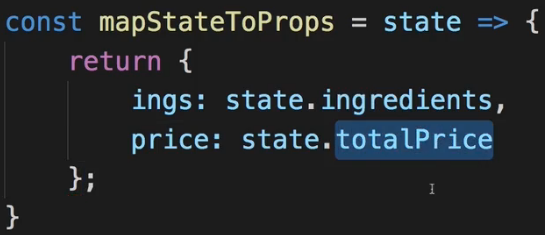 const mapStateToProps = state => {
    return {
        ings: state.ingredients,
        price: state.totalPrice
    };
}